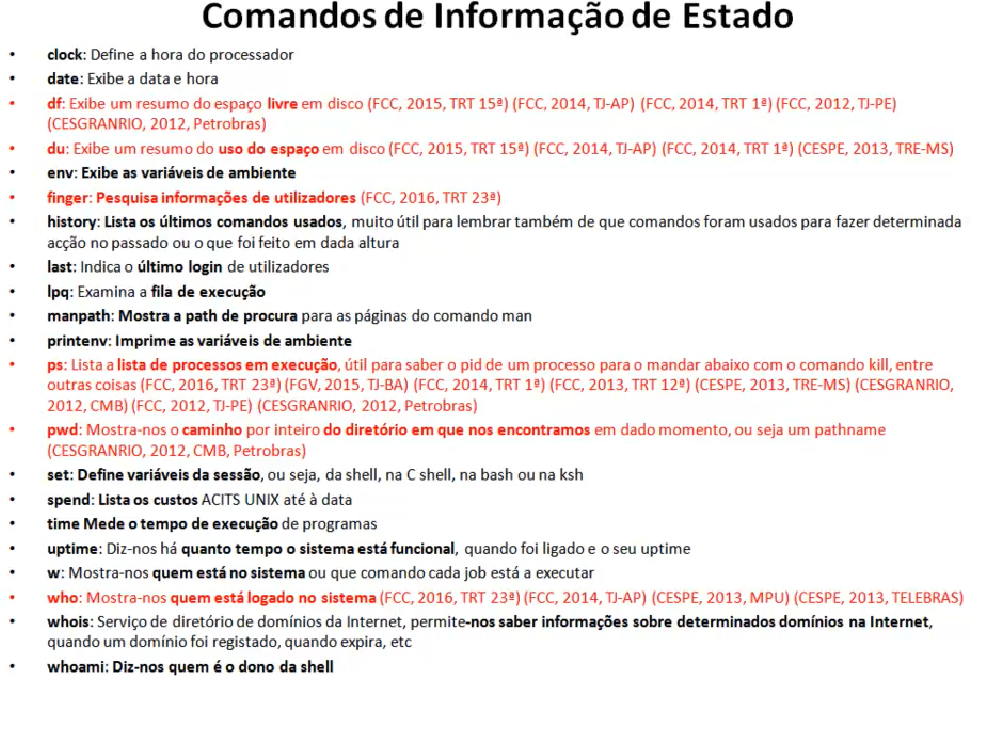 Comandos de Informação de Estado
• clock: Define a hora do processador
• date: Exibe a data e hora
• df: Exibe um resumo do espaço livre em disco (FCC, 2015, TRT 15ª) (FCC, 2014, TJ-AP) (FCC, 2014, TRT 1ª) (FCC, 2012, TJ-PE)
(CESGRANRIO, 2012, Petrobras)
• du: Exibe um resumo do uso do espaço em disco (FCC, 2015, TRT 15ª) (FCC, 2014, TJ-AP) (FCC, 2014, TRT 1ª) (CESPE, 2013, TRE-MS)
• env: Exibe as variáveis de ambiente
• finger: Pesquisa informações de utilizadores (FCC, 2016, TRT 23ª)
• history: Lista os últimos comandos usados, muito útil para lembrar também de que comandos foram usados para fazer determinada
acção no passado ou o que foi feito em dada altura
• last: Indica o último login de utilizadores
• lpq: Examina a fila de execução
• manpath: Mostra a path de procura para as páginas do comando man
• printenv: Imprime as variáveis de ambiente
• ps: Lista a lista de processos em execução, útil para saber o pid de um processo para o mandar abaixo com o comando kill, entre
outras coisas (FCC, 2016, TRT 23ª) (FGV, 2015, TJ-BA) (FCC, 2014, TRT 1ª) (FCC, 2013, TRT 12ª) (CESPE, 2013, TRE-MS) (CESGRANRIO,
2012, CMB) (FCC, 2012, TJ-PE) (CESGRANRIO, 2012, Petrobras)
• pwd: Mostra-nos o caminho por inteiro do diretório em que nos encontramos em dado momento, ou seja um pathname
(CESGRANRIO, 2012, CMB, Petrobras)
• set: Define variáveis da sessão, ou seja, da shell, na C shell, na bash ou na ksh
• spend: Lista os custos ACITS UNIX até à data
• time Mede o tempo de execução de programas
• uptime: Diz-nos há quanto tempo o sistema está funcional, quando foi ligado e o seu uptime
• w: Mostra-nos quem está no sistema ou que comando cada job está a executar
• who: Mostra-nos quem está logado no sistema (FCC, 2016, TRT 23ª) (FCC, 2014, TJ-AP) (CESPE, 2013, MPU) (CESPE, 2013, TELEBRAS)
• whois: Serviço de diretório de domínios da Internet, permite-nos saber informações sobre determinados domínios na Internet,
quando um domínio foi registado, quando expira, etc
• whoami: Diz-nos quem é o dono da shell